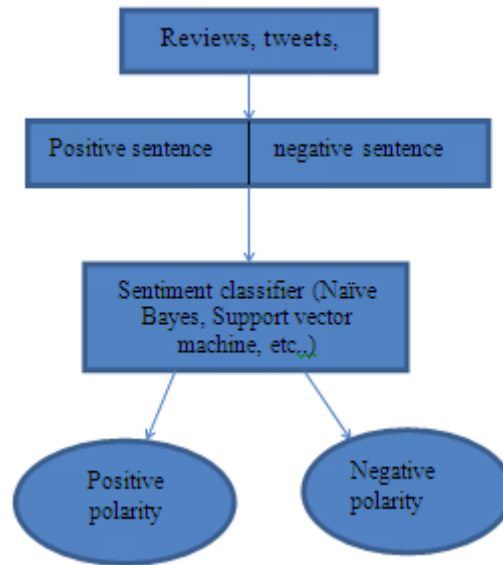 Reviews, tweets,
Positive sentence
negative sentence
Sentiment classifier (Naïve
Bayes, Support vector
machine, etc,.)
Positive
polarity
Negative
polarity